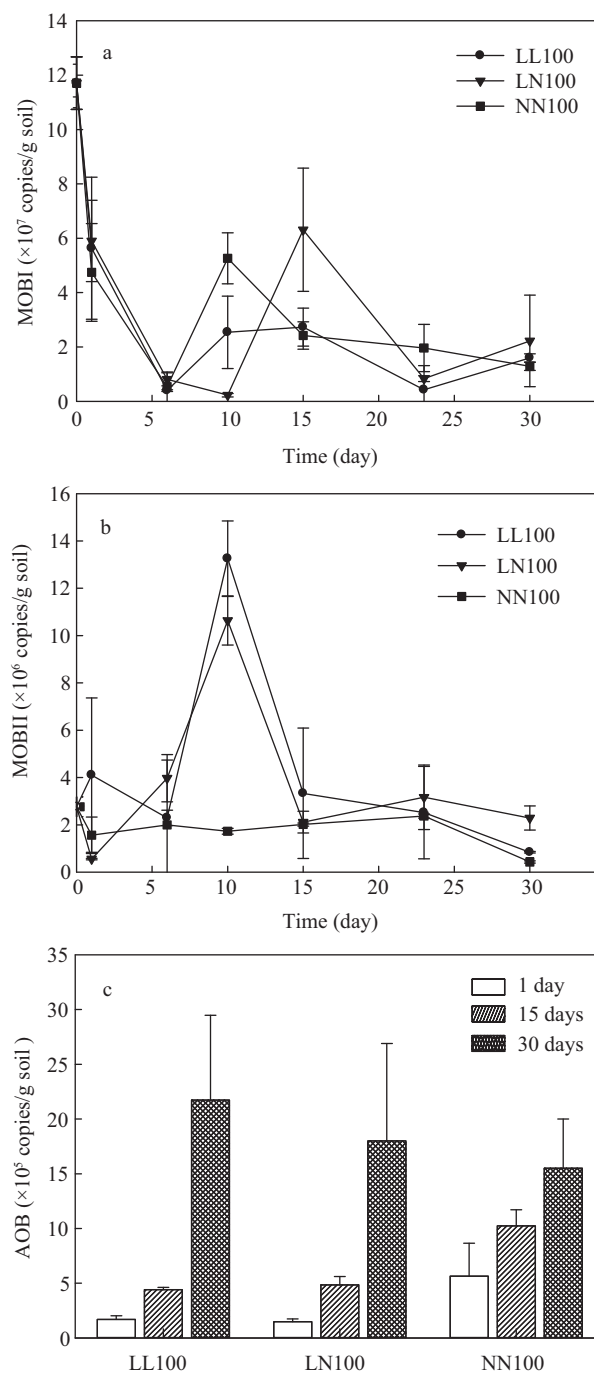 a
LL100
LN100
NN100
14
12
10
8
6
4
2
0
MOBI (×10⁷ copies/g soil)
0 5 10 15 20 25 30
Time (day)
b
LL100
LN100
NN100
16
14
12
10
8
6
4
2
0
MOBII (×10⁶ copies/g soil)
0 5 10 15 20 25 30
Time (day)
c
1 day
15 days
30 days
35
30
25
20
15
10
5
0
AOB (×10⁵ copies/g soil )
LL100 LN100 NN100